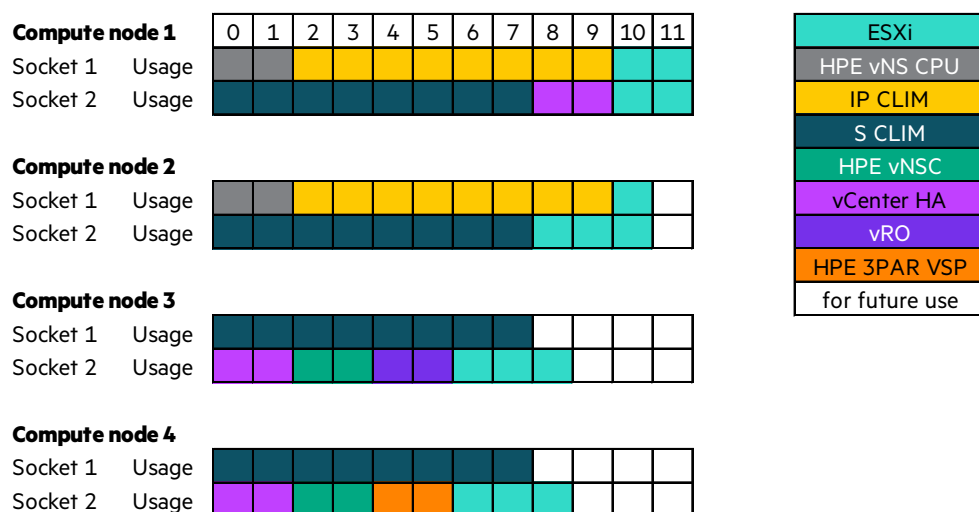 Compute node 1 0 1 2 3 4 5 6 7 8 9 10 11
Socket 1 Usage
Socket 2 Usage
Compute node 2
Socket 1 Usage
Socket 2 Usage
Compute node 3
Socket 1 Usage
Socket 2 Usage
Compute node 4
Socket 1 Usage
Socket 2 Usage
ESXi
HPE vNS CPU
IP CLIM
S CLIM
HPE vNSC
vCenter HA
vRO
HPE 3PAR VSP
for future use